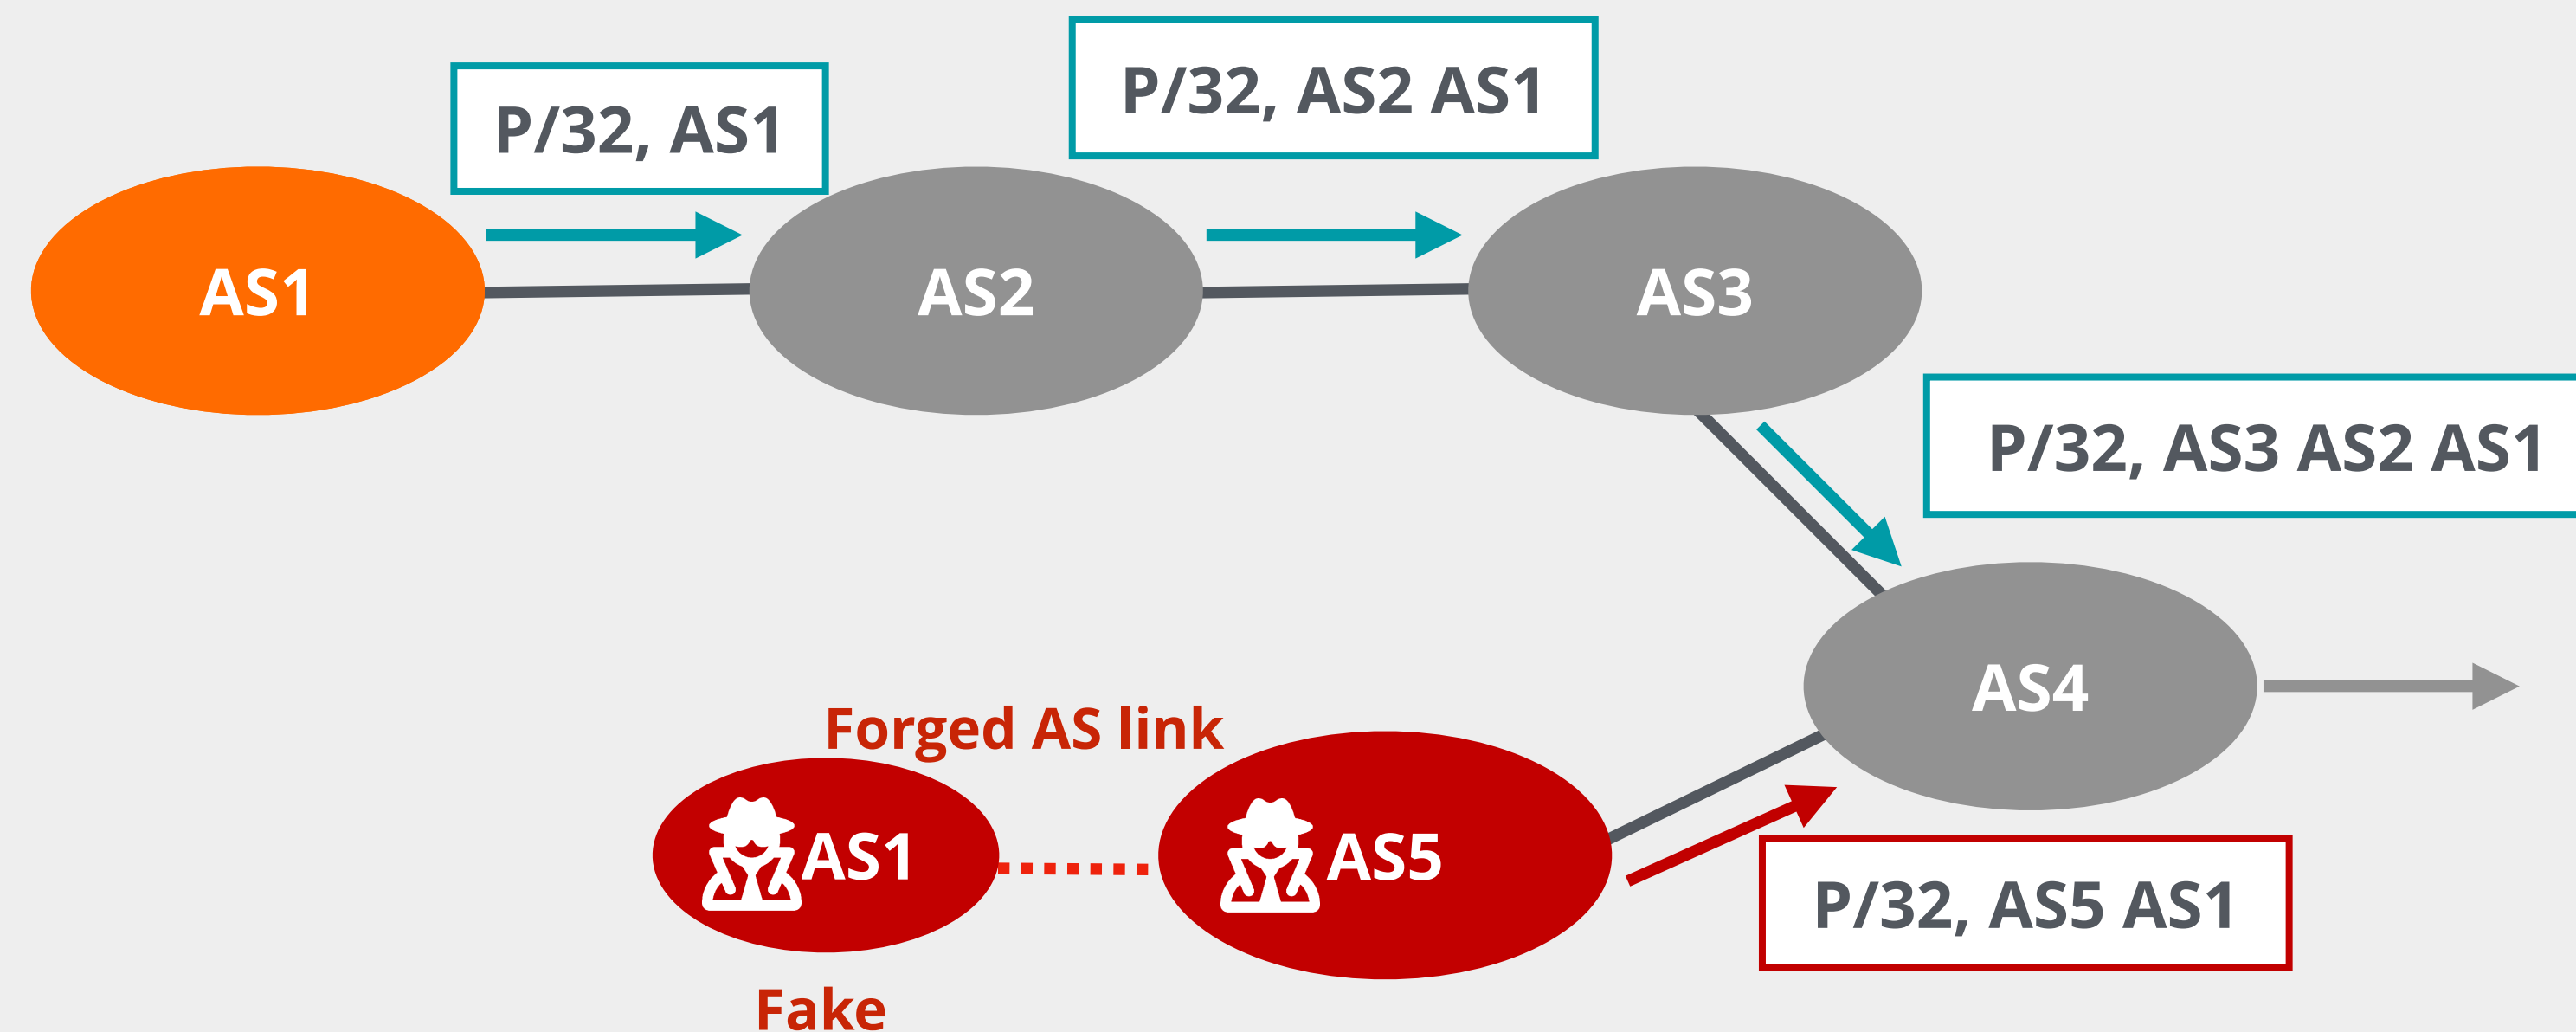 P/32, AS2 AS1
P/32, AS1
AS1
AS2
AS3
P/32, AS3 AS2 AS1
AS4
Forged AS link
AS1
AS5
P/32, AS5 AS1
Fake